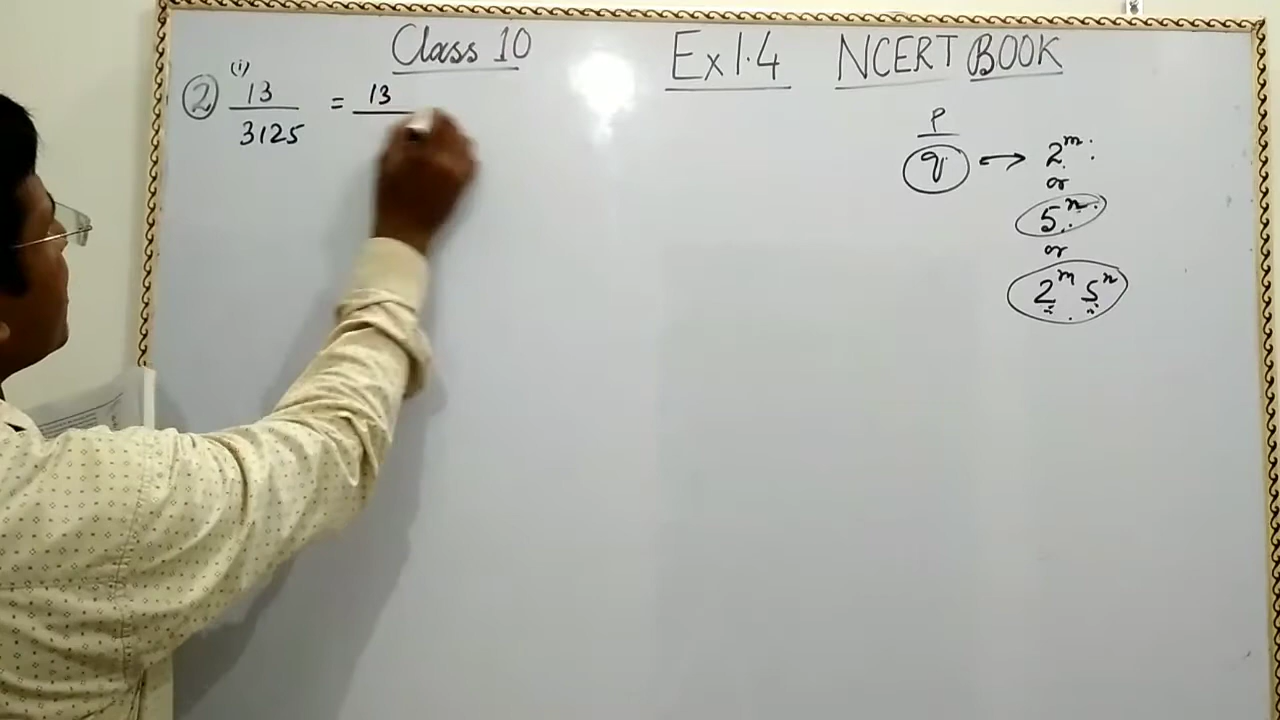 Class 10 Ex 1.4 NCERT BOOK
(i)
2 13/3125 = 13
p/q → 2^m
or
5^n
or
2^m 5^n